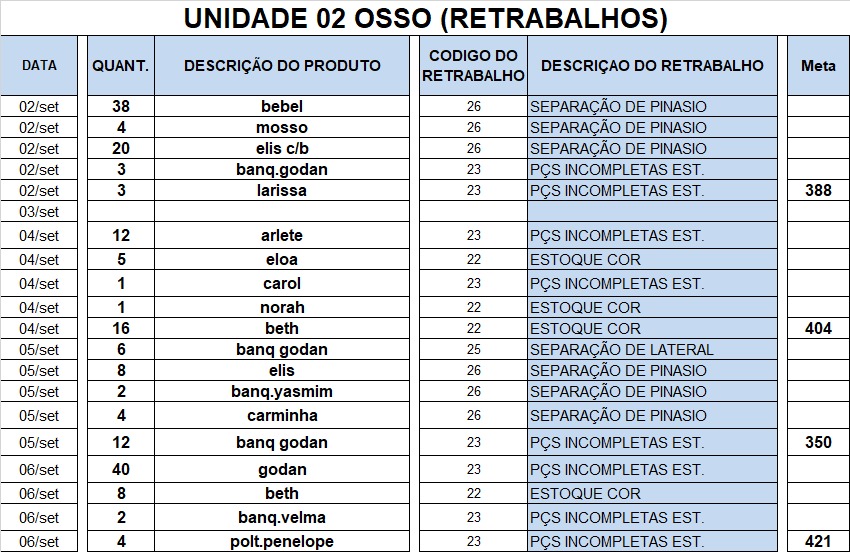 UNIDADE 02 OSSO (RETRABALHOS)
DATA QUANT. DESCRIÇÃO DO PRODUTO CODIGO DO RETRABALHO DESCRIÇAO DO RETRABALHO Meta
02/set 38 bebel 26 SEPARAÇÃO DE PINASIO
02/set 4 mosso 26 SEPARAÇÃO DE PINASIO
02/set 20 elis c/b 26 SEPARAÇÃO DE PINASIO
02/set 3 banq.godan 23 PÇS INCOMPLETAS EST.
02/set 3 larissa 23 PÇS INCOMPLETAS EST. 388
03/set
04/set 12 arlete 23 PÇS INCOMPLETAS EST.
04/set 5 eloa 22 ESTOQUE COR
04/set 1 carol 23 PÇS INCOMPLETAS EST.
04/set 1 norah 22 ESTOQUE COR
04/set 16 beth 22 ESTOQUE COR 404
05/set 6 banq godan 25 SEPARAÇÃO DE LATERAL
05/set 8 elis 26 SEPARAÇÃO DE PINASIO
05/set 2 banq.yasmim 26 SEPARAÇÃO DE PINASIO
05/set 4 carminha 26 SEPARAÇÃO DE PINASIO
05/set 12 banq godan 23 PÇS INCOMPLETAS EST. 350
06/set 40 godan 23 PÇS INCOMPLETAS EST.
06/set 8 beth 22 ESTOQUE COR
06/set 2 banq.velma 23 PÇS INCOMPLETAS EST.
06/set 4 polt.penelope 23 PÇS INCOMPLETAS EST. 421